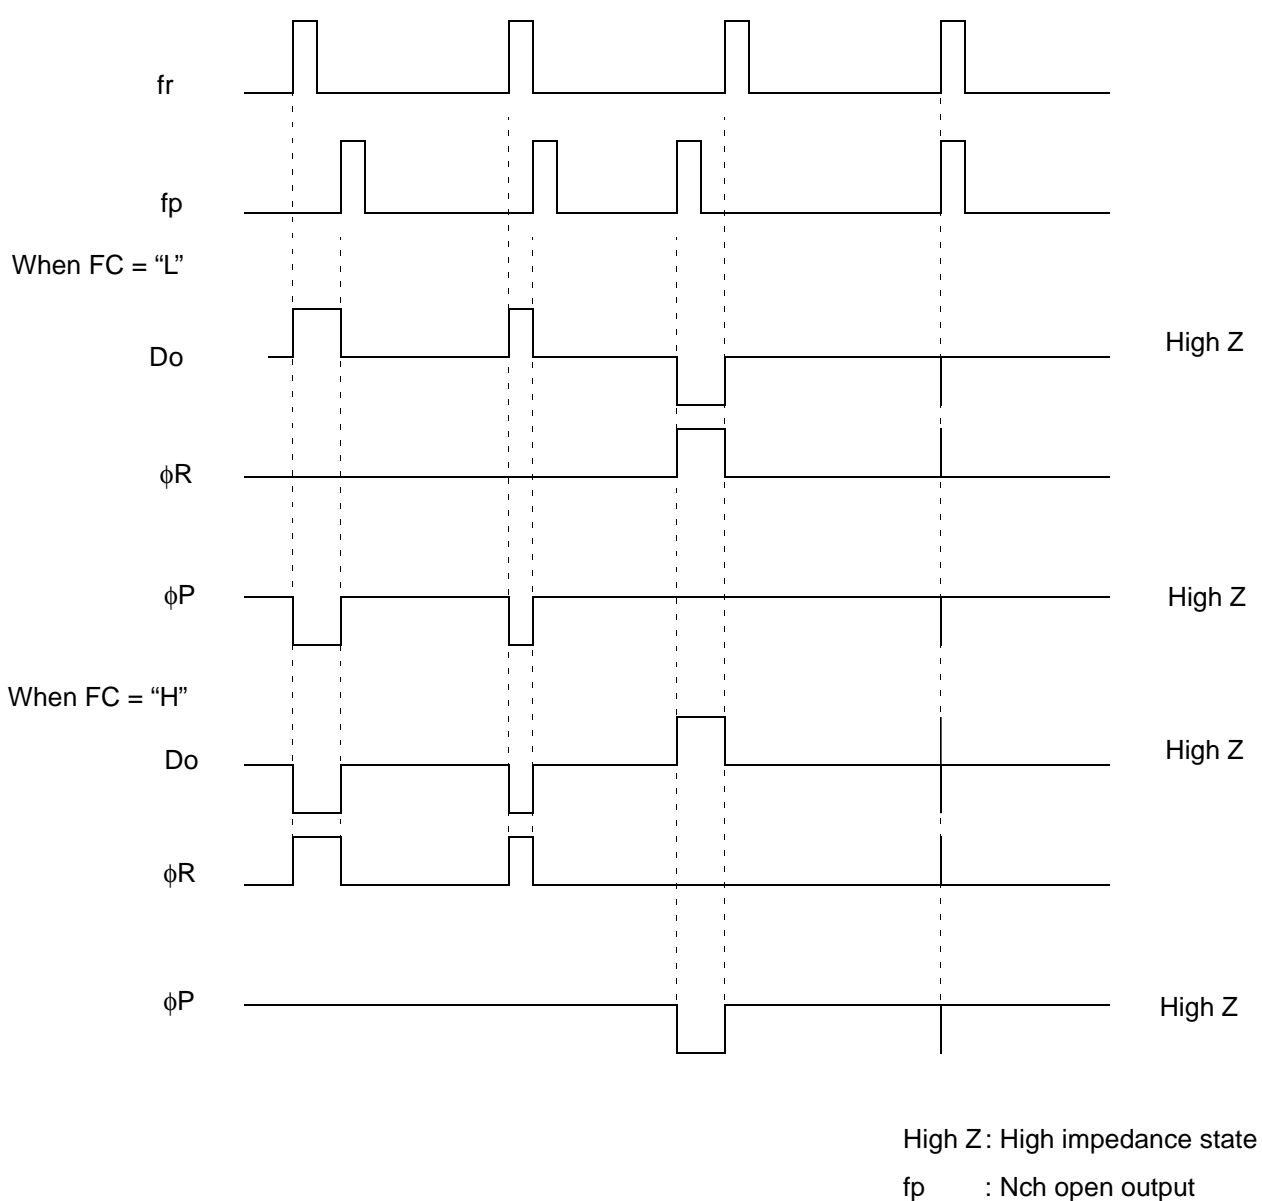 fr
fp
When FC = “L”
Do
High Z
ϕR
ϕP
High Z
When FC = “H”
Do
High Z
ϕR
ϕP
High Z
High Z : High impedance state
fp : Nch open output